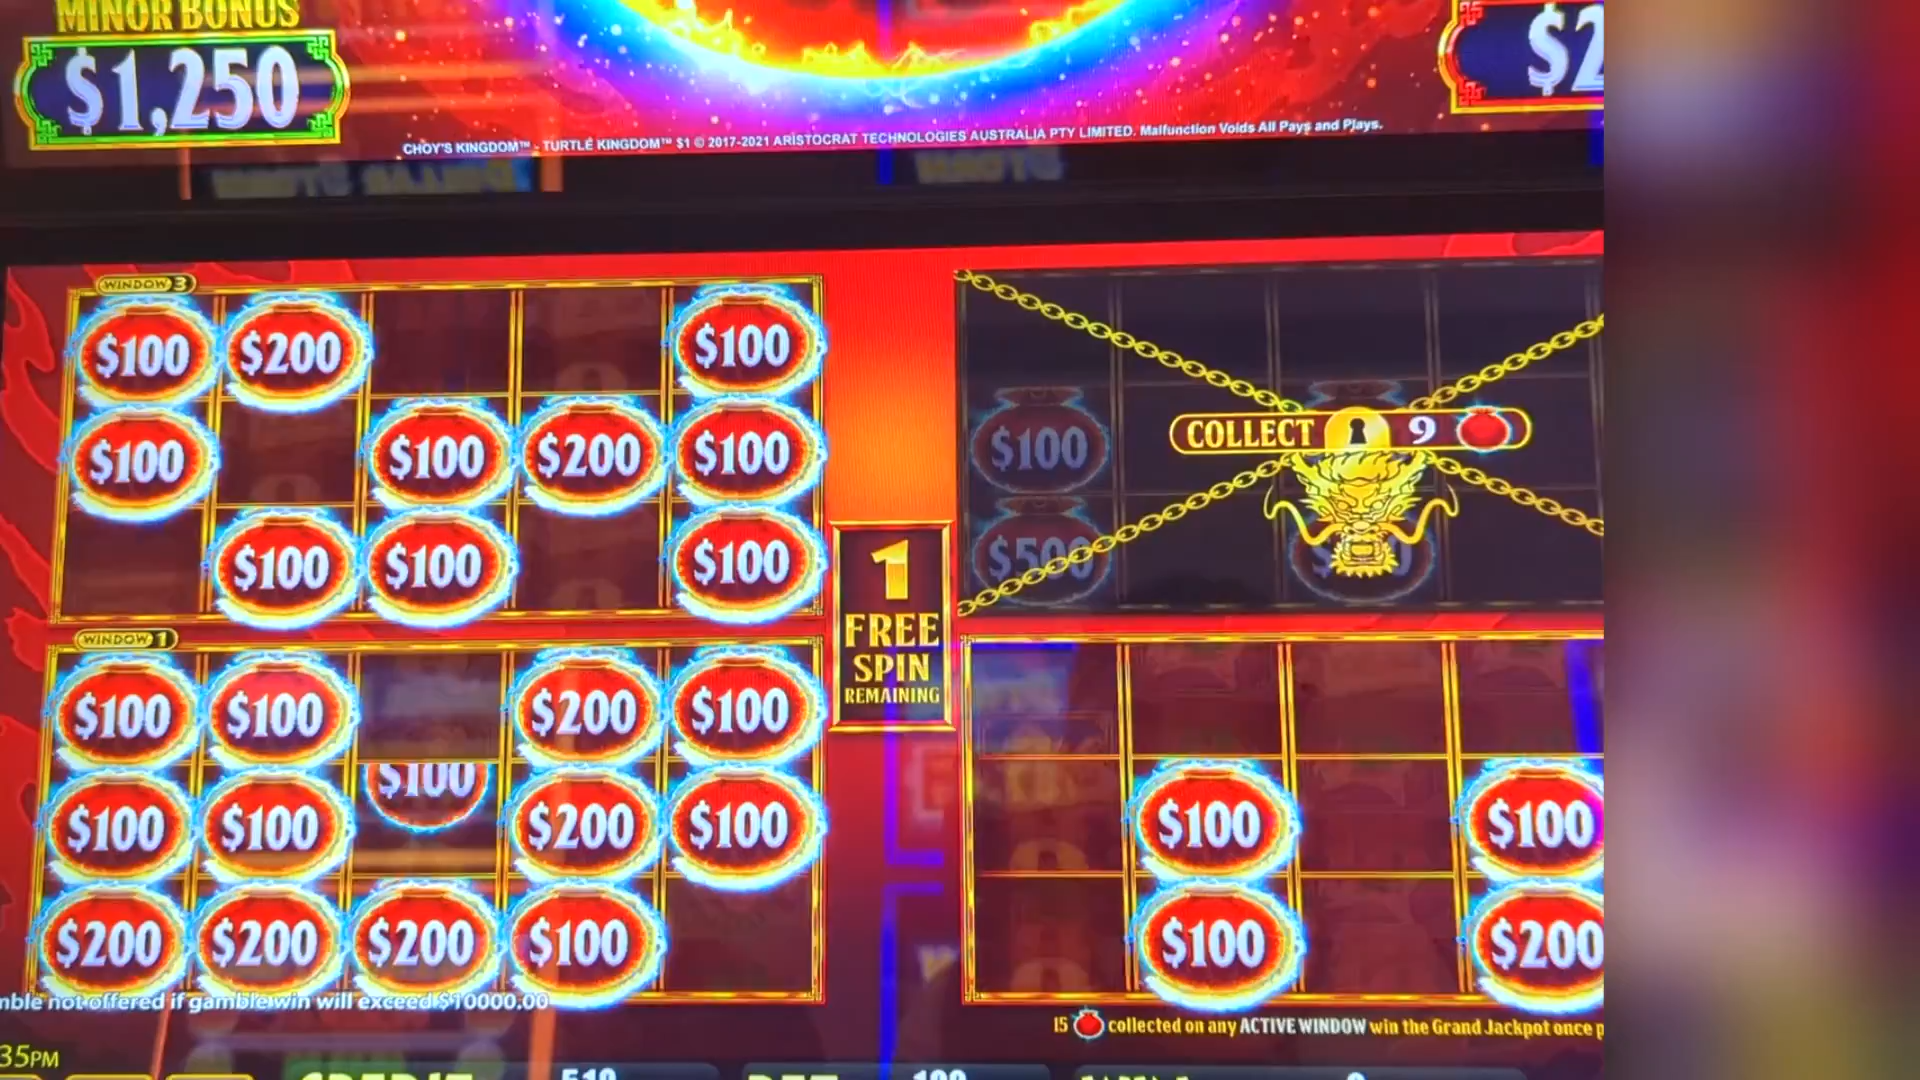 MINOR BONUS
$1,250
CHOY'S KINGDOM™ - TURTLE KINGDOM™ $1 © 2017-2021 ARISTOCRAT TECHNOLOGIES AUSTRALIA PTY LIMITED. Malfunction Voids All Pays and Plays.
WINDOW 3
$100 $200 $100
$100 $100 $200 $100
$100 $100 $100
$100
COLLECT 9
$500
1
FREE
SPIN
REMAINING
WINDOW 1
$100 $100 $200 $100
$100 $100 $100 $200 $100
$200 $200 $200 $100
$100 $100
$100 $200
not offered if gamble win will exceed $10000.00
15 collected on any ACTIVE WINDOW win the Grand Jackpot once
35PM